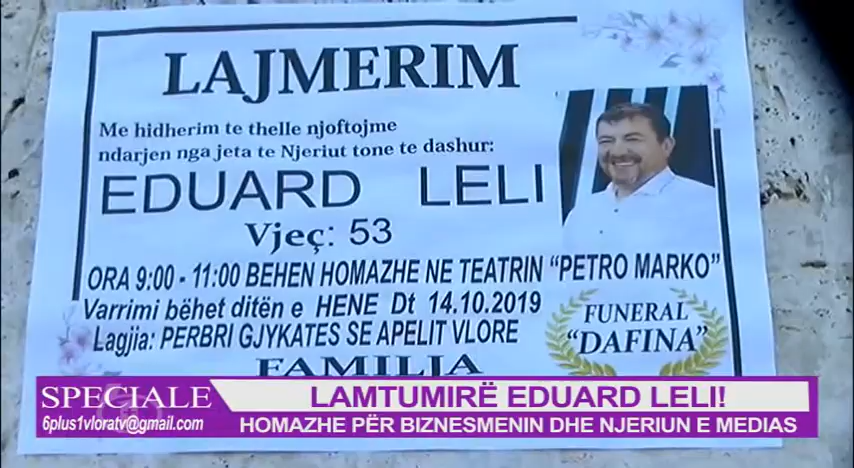 LAJMERIM
Me hidherim te thelle njoftojme
ndarjen nga jeta te Njeriut tone te dashur:
EDUARD LELI
Vjeç: 53
ORA 9:00 - 11:00 BEHEN HOMAZHE NE TEATRIN "PETRO MARKO"
Varrimi bëhet ditën e HENE Dt 14.10.2019
Lagjia: PERBRI GJYKATES SE APELIT VLORE
FAMILJA
FUNERAL
"DAFINA"
SPECIALE
6plus1vloratv@gmail.com
LAMTUMIRË EDUARD LELI!
HOMAZHE PËR BIZNESMENIN DHE NJERIUN E MEDIAS